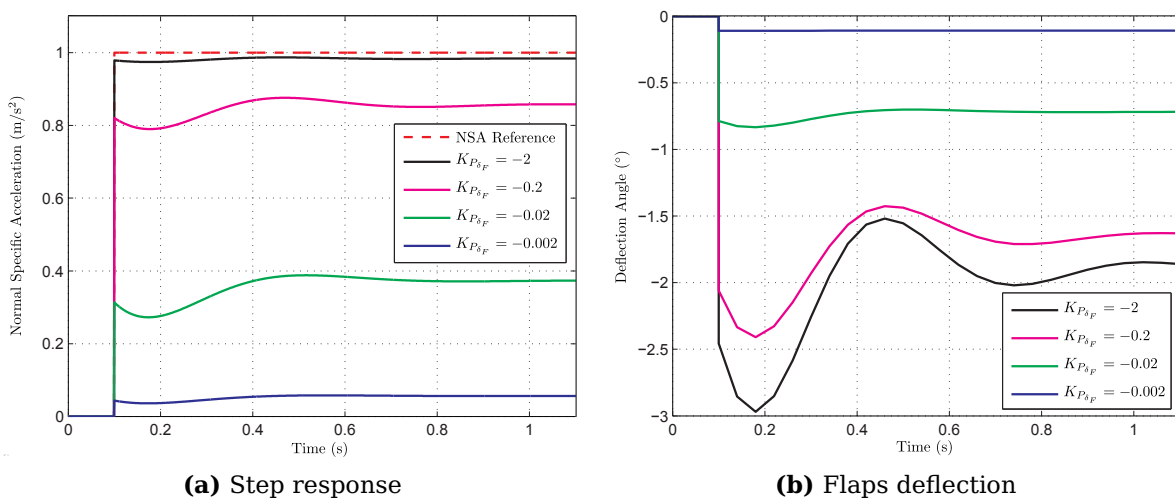 Normal Specific Acceleration (m/s²)
1
0.8
0.6
0.4
0.2
0
0 0.2 0.4 0.6 0.8 1
Time (s)
NSA Reference
K_{P_{δ_F}} = −2
K_{P_{δ_F}} = −0.2
K_{P_{δ_F}} = −0.02
K_{P_{δ_F}} = −0.002
(a) Step response
Deflection Angle (°)
0
−0.5
−1
−1.5
−2
−2.5
−3
0 0.2 0.4 0.6 0.8 1
Time (s)
K_{P_{δ_F}} = −2
K_{P_{δ_F}} = −0.2
K_{P_{δ_F}} = −0.02
K_{P_{δ_F}} = −0.002
(b) Flaps deflection